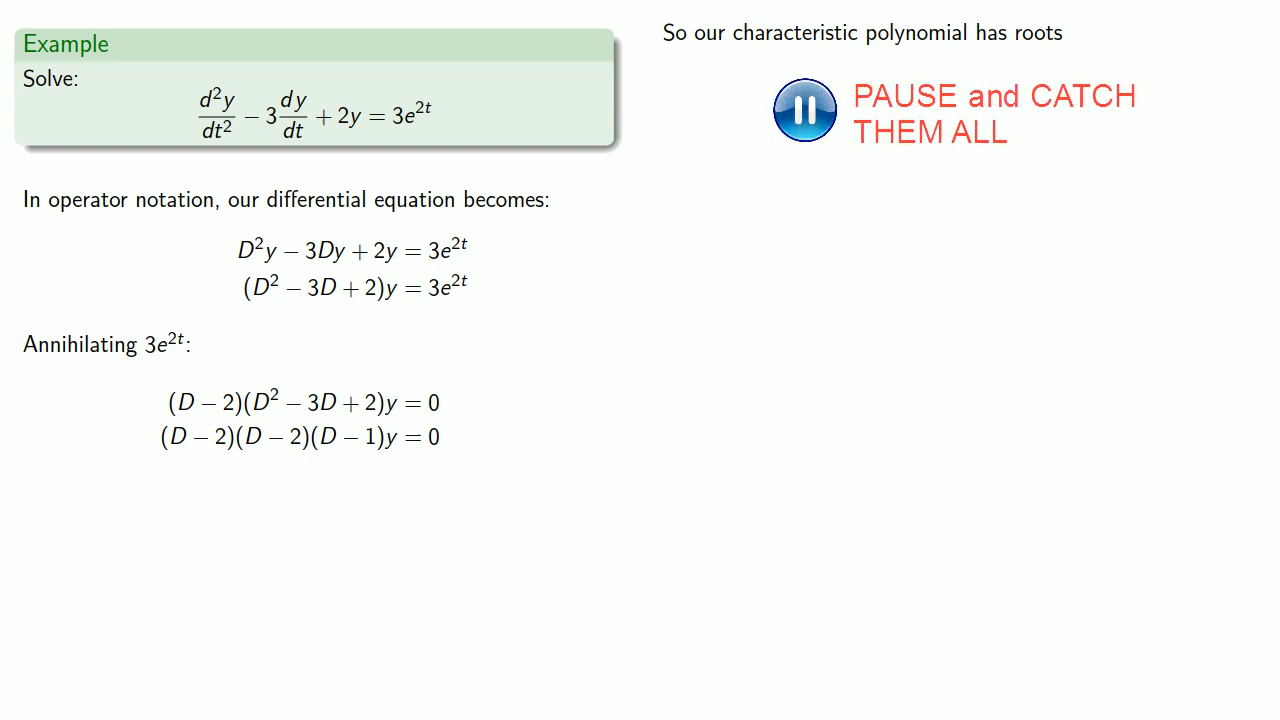 Example
Solve:
d²y/dt² − 3 dy/dt + 2y = 3e^{2t}
In operator notation, our differential equation becomes:
D²y − 3Dy + 2y = 3e^{2t}
(D² − 3D + 2)y = 3e^{2t}
Annihilating 3e^{2t}:
(D − 2)(D² − 3D + 2)y = 0
(D − 2)(D − 2)(D − 1)y = 0
So our characteristic polynomial has roots
PAUSE and CATCH
THEM ALL